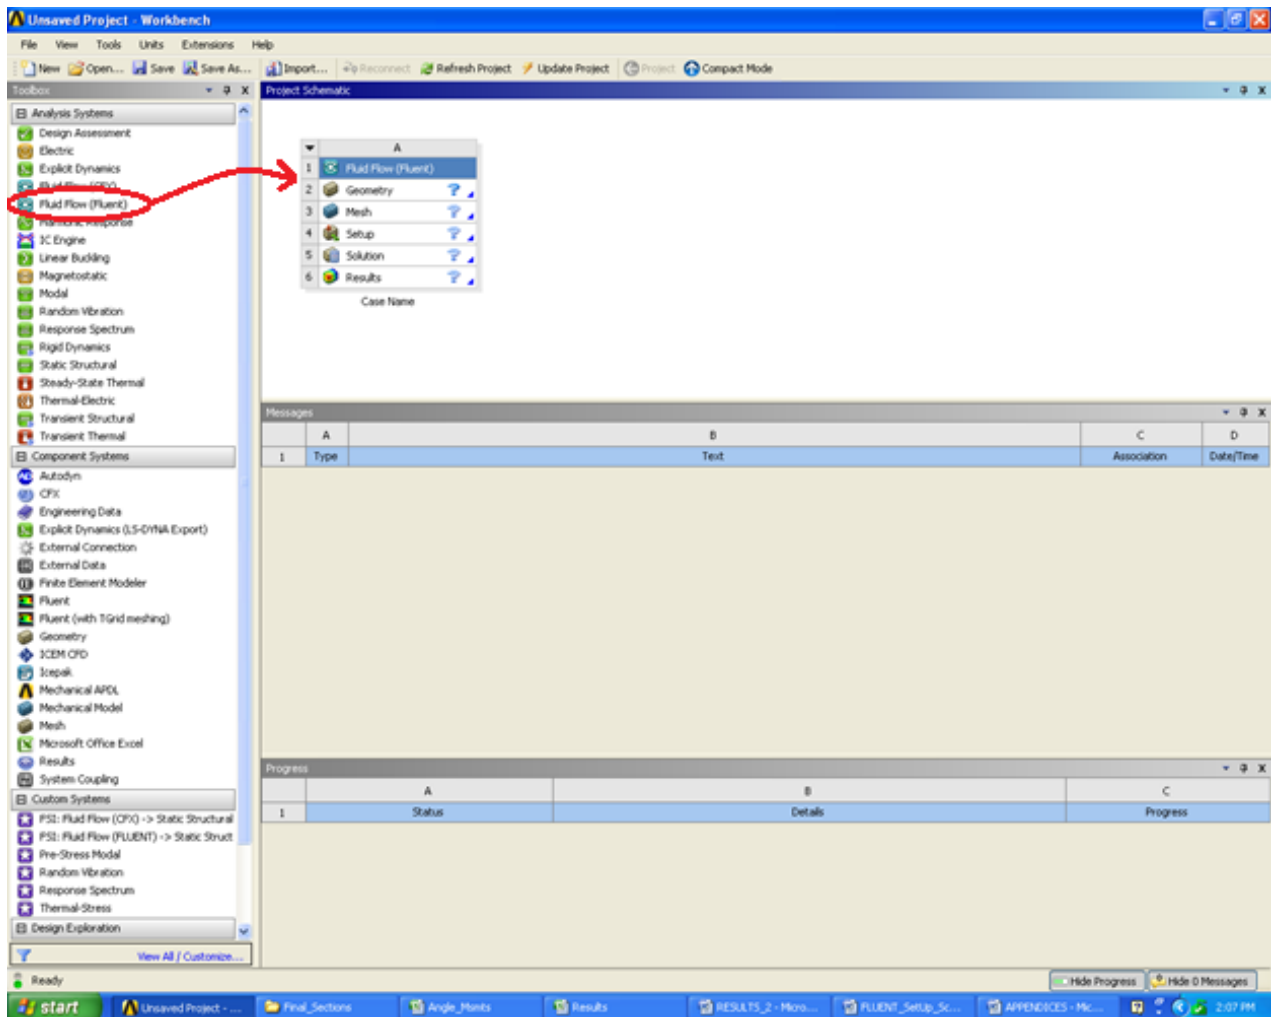 Unsaved Project - Workbench
File View Tools Units Extensions Help
New Open... Save Save As... Import... Reconnect Refresh Project Update Project Project Compact Mode
Toolbox
Project Schematic
Analysis Systems
Design Assessment
Electric
Explicit Dynamics
Fluid Flow (CFX)
Fluid Flow (Fluent)
Harmonic Response
IC Engine
Linear Buckling
Magnetostatic
Modal
Random Vibration
Response Spectrum
Rigid Dynamics
Static Structural
Steady-State Thermal
Thermal-Electric
Transient Structural
Transient Thermal
Component Systems
Autodyn
CFX
Engineering Data
Explicit Dynamics (LS-DYNA Export)
External Connection
External Data
Finite Element Modeler
Fluent
Fluent (with TGrid meshing)
Geometry
ICEM CFD
Icepak
Mechanical APDL
Mechanical Model
Mesh
Microsoft Office Excel
Results
System Coupling
Custom Systems
FSI: Fluid Flow (CFX) -> Static Structural
FSI: Fluid Flow (FLUENT) -> Static Struct
Pre-Stress Modal
Random Vibration
Response Spectrum
Thermal-Stress
Design Exploration
View All / Customize...
A
1 Fluid Flow (Fluent)
2 Geometry ?
3 Mesh ?
4 Setup ?
5 Solution ?
6 Results ?
Case Name
Messages
A B C D
1 Type Text Association Date/Time
Progress
A B C
1 Status Details Progress
Ready
Hide Progress Hide 0 Messages
start Unsaved Project - ... Final_Sections Angle_Monts Results RESULTS_2 - Micro... FLUENT_SetUp_Sc... APPENDICES - Mic... 2:07 PM